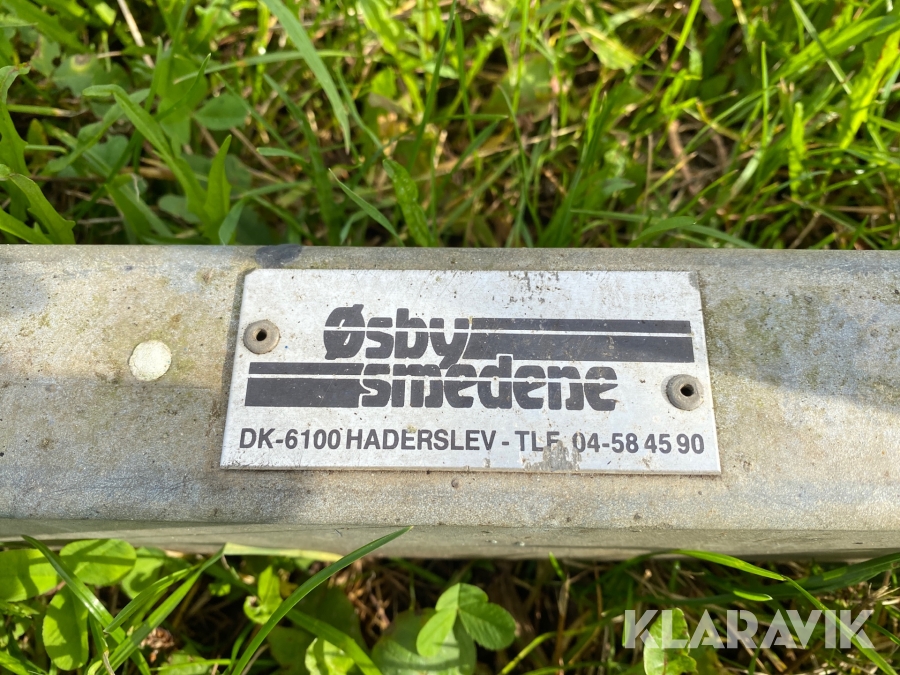 Øsby
smedene
DK-6100 HADERSLEV - TLF. 04-58 45 90
KLARAVIK